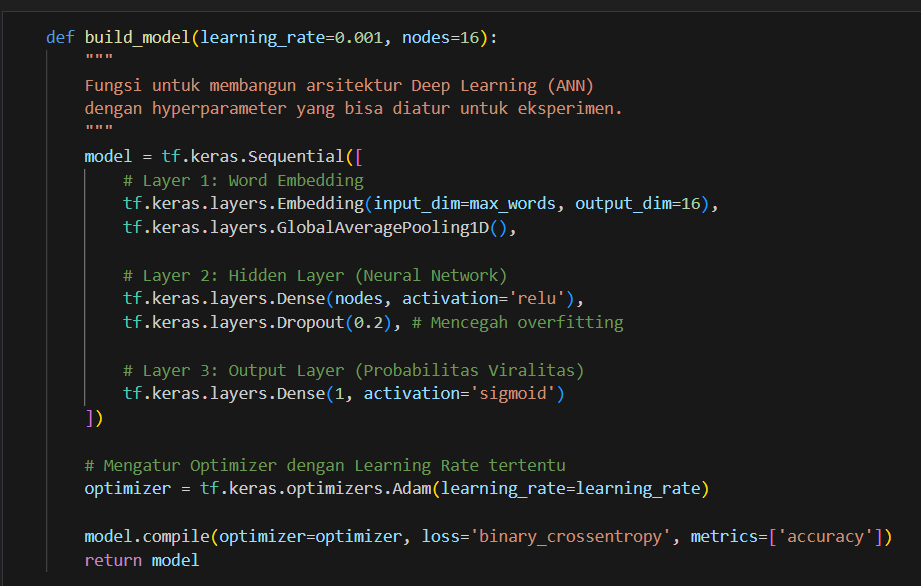 def build_model(learning_rate=0.001, nodes=16):
"""
Fungsi untuk membangun arsitektur Deep Learning (ANN)
dengan hyperparameter yang bisa diatur untuk eksperimen.
"""
model = tf.keras.Sequential([
# Layer 1: Word Embedding
tf.keras.layers.Embedding(input_dim=max_words, output_dim=16),
tf.keras.layers.GlobalAveragePooling1D(),
# Layer 2: Hidden Layer (Neural Network)
tf.keras.layers.Dense(nodes, activation='relu'),
tf.keras.layers.Dropout(0.2), # Mencegah overfitting
# Layer 3: Output Layer (Probabilitas Viralitas)
tf.keras.layers.Dense(1, activation='sigmoid')
])
# Mengatur Optimizer dengan Learning Rate tertentu
optimizer = tf.keras.optimizers.Adam(learning_rate=learning_rate)
model.compile(optimizer=optimizer, loss='binary_crossentropy', metrics=['accuracy'])
return model